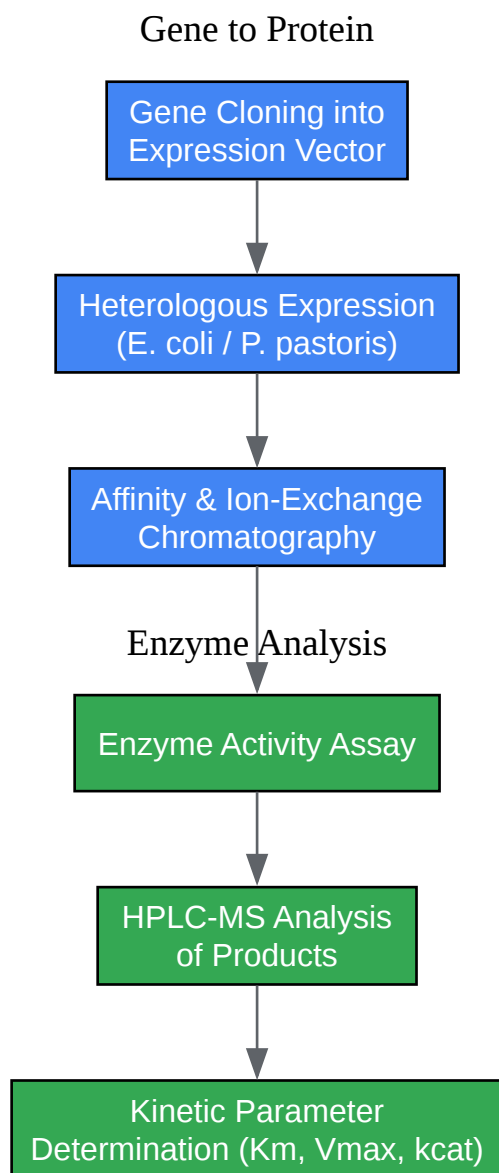 Gene to Protein
Gene Cloning into
Expression Vector
Heterologous Expression
(E. coli / P. pastoris)
Affinity & Ion-Exchange
Chromatography
Enzyme Analysis
Enzyme Activity Assay
HPLC-MS Analysis
of Products
Kinetic Parameter
Determination (Km, Vmax, kcat)